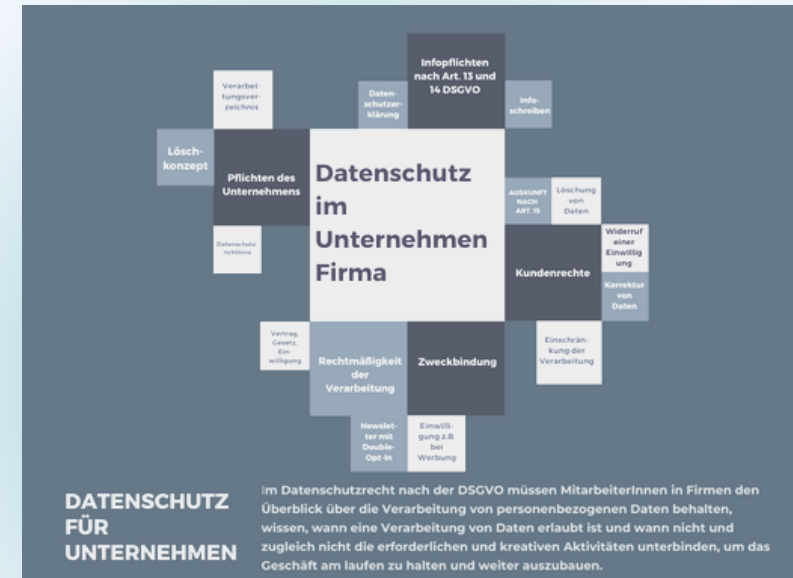 Infopflichten
nach Art. 13 und
14 DSGVO
Verarbei-
tungsver-
zeichnis
Daten-
schutzer-
klärung
Info-
schreiben
Lösch-
konzept
Pflichten des
Unternehmens
Datenschutz
im
Unternehmen
Firma
AUSKUNFT
NACH
ART. 15
Löschung
von
Daten
Datenschutz
richtlinie
Widerruf
einer
Einwillig
ung
Kundenrechte
Korrektur
von
Daten
Vertrag,
Gesetz,
Ein
willigung
Rechtmäßigkeit
der
Verarbeitung
Zweckbindung
Einschrän-
kung der
Verarbeitung
Newslet-
ter mit
Double-
Opt-In
Einwilli-
gung z.B
bei
Werbung
DATENSCHUTZ
FÜR
UNTERNEHMEN
Im Datenschutzrecht nach der DSGVO müssen MitarbeiterInnen in Firmen den
Überblick über die Verarbeitung von personenbezogenen Daten behalten,
wissen, wann eine Verarbeitung von Daten erlaubt ist und wann nicht und
zugleich nicht die erforderlichen und kreativen Aktivitäten unterbinden, um das
Geschäft am laufen zu halten und weiter auszubauen.